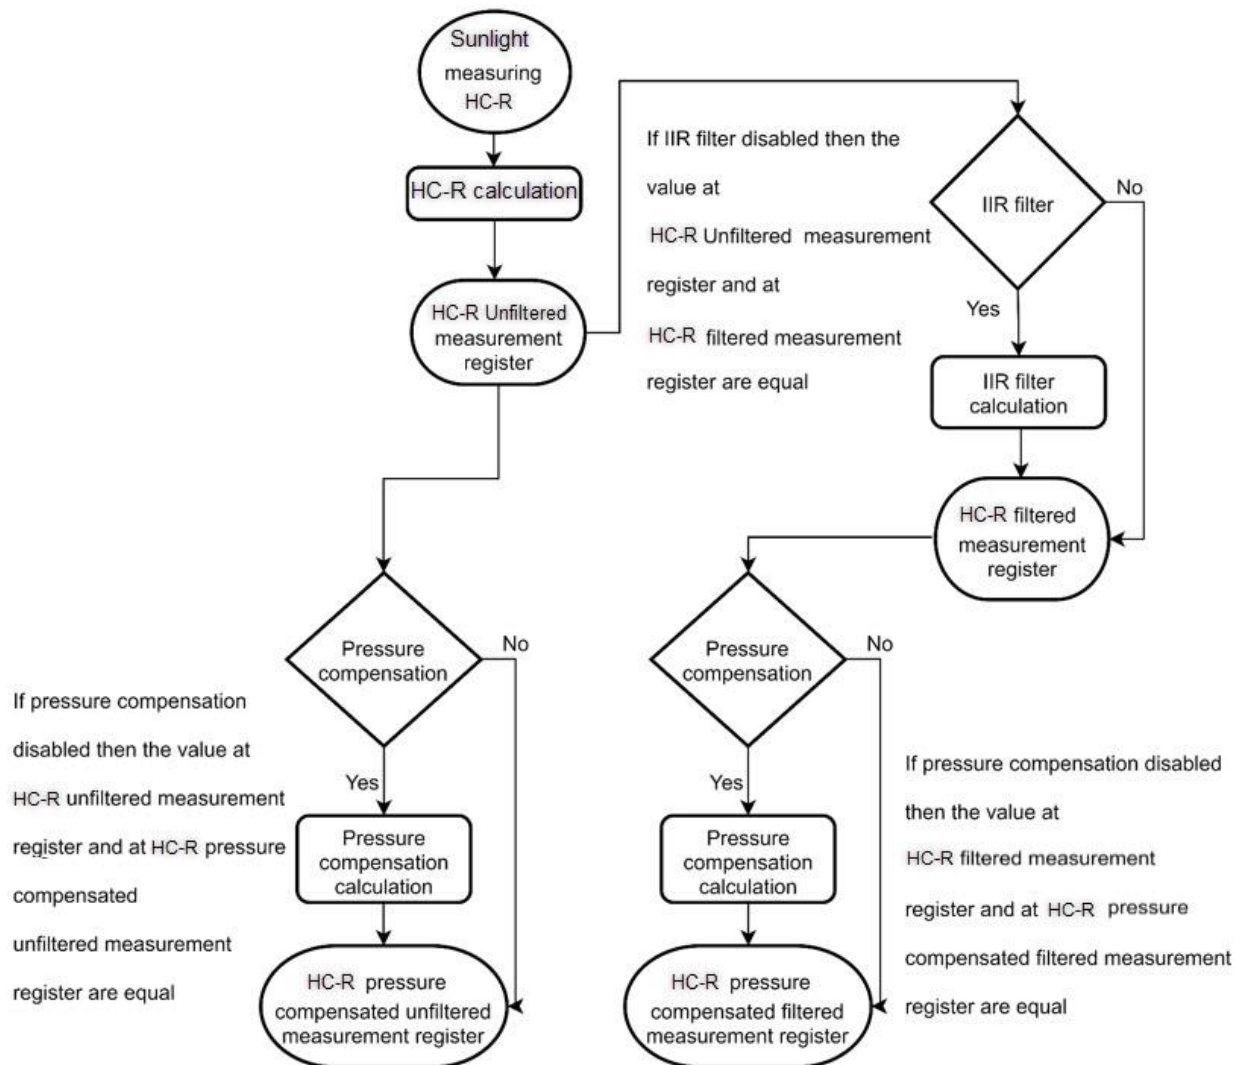 Sunlight
measuring
HC-R
HC-R calculation
HC-R Unfiltered
measurement
register
If IIR filter disabled then the
value at
HC-R Unfiltered measurement
register and at
HC-R filtered measurement
register are equal
IIR filter
No
Yes
IIR filter
calculation
HC-R filtered
measurement
register
Pressure
compensation
No
Yes
If pressure compensation
disabled then the value at
HC-R unfiltered measurement
register and at HC-R pressure
compensated
unfiltered measurement
register are equal
Pressure
compensation
calculation
HC-R pressure
compensated unfiltered
measurement register
Pressure
compensation
No
Yes
Pressure
compensation
calculation
HC-R pressure
compensated filtered
measurement register
If pressure compensation disabled
then the value at
HC-R filtered measurement
register and at HC-R pressure
compensated filtered measurement
register are equal